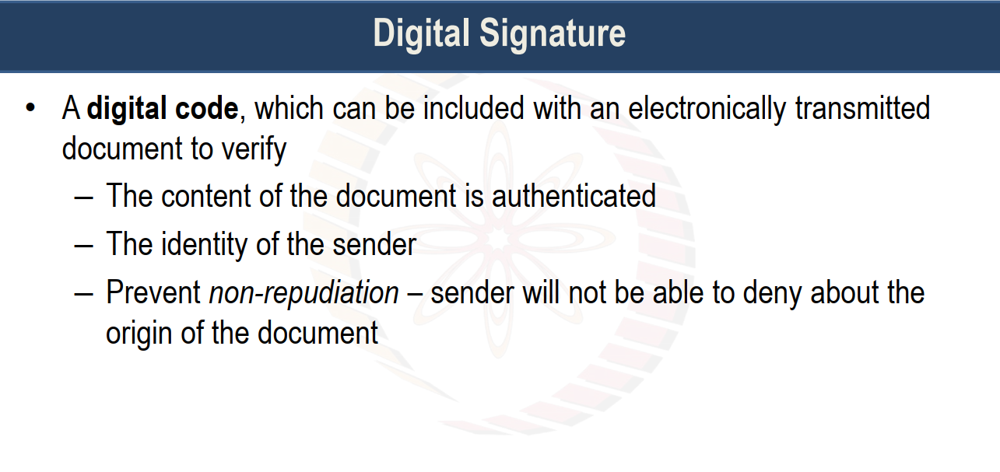 Digital Signature
• A digital code, which can be included with an electronically transmitted
document to verify
– The content of the document is authenticated
– The identity of the sender
– Prevent non-repudiation – sender will not be able to deny about the
origin of the document